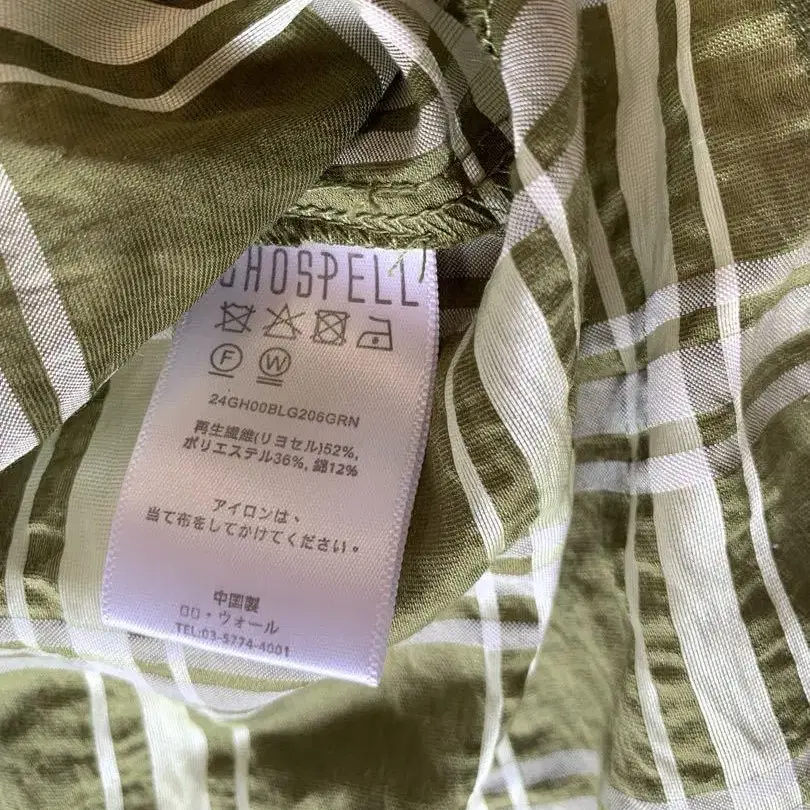 GHOSPELL
F W
24GH00BLG206GRN
再生繊維(リヨセル)52%,
ポリエステル36%, 綿12%
アイロンは、
当て布をしてかけてください。
中国製
ロロ・ウォール
TEL:03-5774-4001